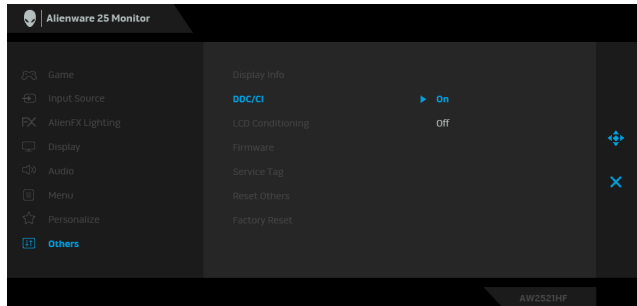 Alienware 25 Monitor
Game
Display Info
Input Source
DDC/CI
On
AlienFX Lighting
LCD Conditioning
Off
Display
Firmware
Audio
Service Tag
Menu
Reset Others
Personalize
Factory Reset
Others
AW2521HF